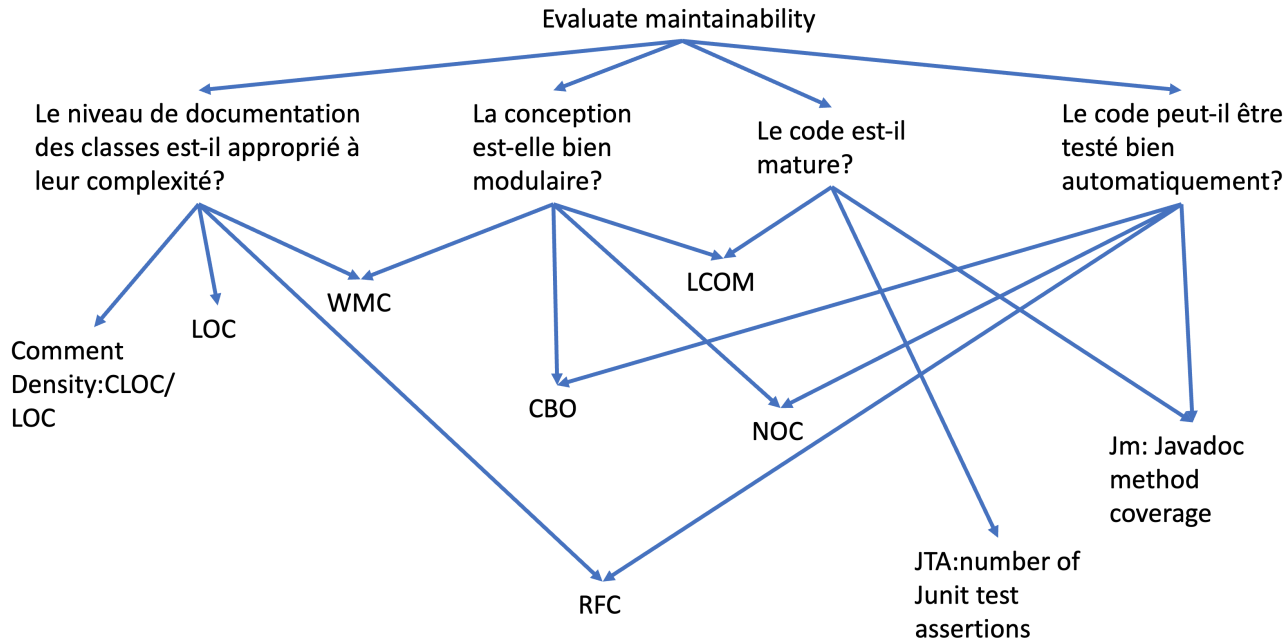 Evaluate maintainability
Le niveau de documentation
des classes est-il approprié à
leur complexité?
La conception
est-elle bien
modulaire?
Le code est-il
mature?
Le code peut-il être
testé bien
automatiquement?
Comment
Density:CLOC/
LOC
LOC
WMC
CBO
LCOM
NOC
RFC
JTA:number of
Junit test
assertions
Jm: Javadoc
method
coverage